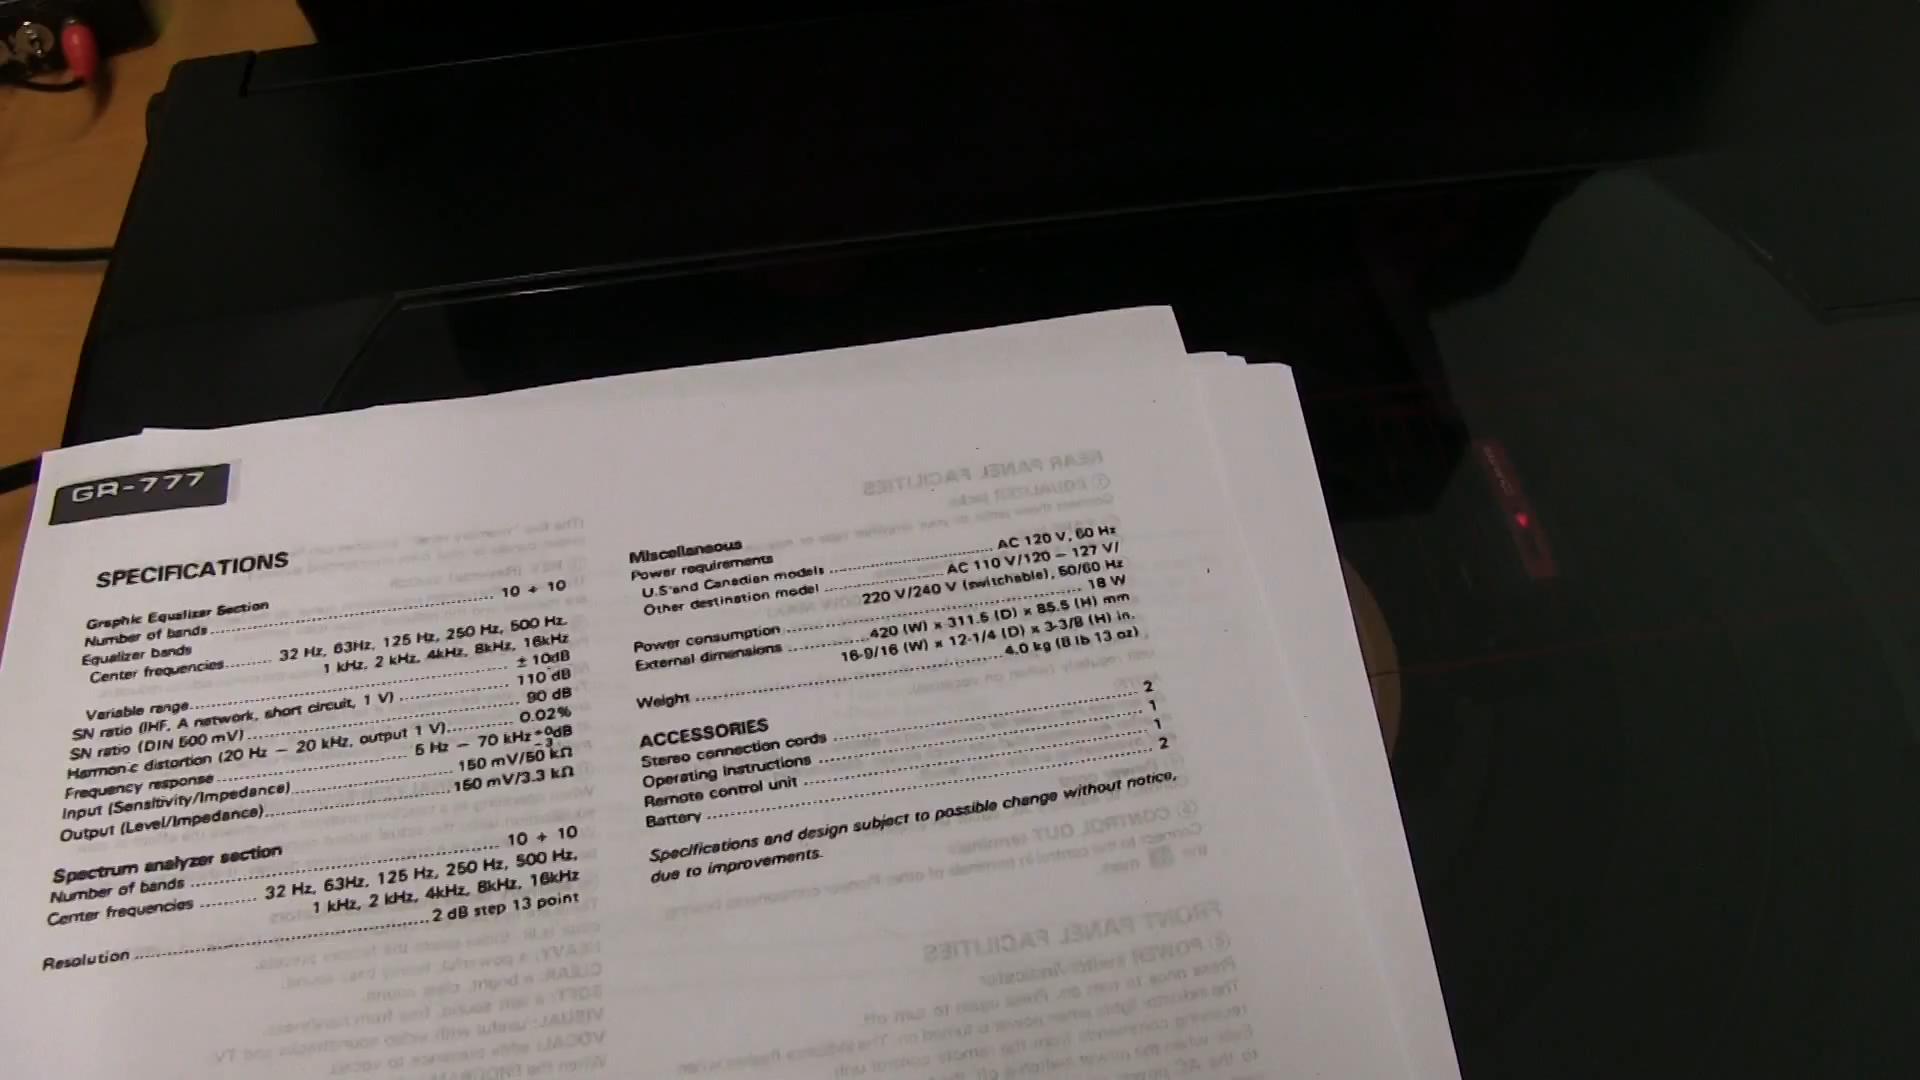 GR-777
SPECIFICATIONS
Graphic Equalizer Section
Number of bands .......... 10 + 10
Equalizer bands
Center frequencies .......... 32 Hz, 63Hz, 125 Hz, 250 Hz, 500 Hz.
1 kHz, 2 kHz, 4kHz, 8kHz, 16kHz
Variable range .......... ± 10dB
SN ratio (IHF, A network, short circuit, 1 V) .......... 110 dB
SN ratio (DIN 500 mV) .......... 90 dB
Harmonic distortion (20 Hz – 20 kHz, output 1 V) .......... 0.02%
Frequency response .......... 5 Hz – 70 kHz +0 -3 dB
Input (Sensitivity/Impedance) .......... 150 mV/50 kΩ
Output (Level/Impedance) .......... 150 mV/3.3 kΩ
Spectrum analyzer section
Number of bands .......... 10 + 10
Center frequencies .......... 32 Hz, 63Hz, 125 Hz, 250 Hz, 500 Hz,
1 kHz, 2 kHz, 4kHz, 8kHz, 16kHz
Resolution .......... 2 dB step 13 point
Miscellaneous
Power requirements
U.S and Canadian models .......... AC 120 V, 60 Hz
Other destination model .......... AC 110 V/120 – 127 V/
220 V/240 V (switchable), 50/60 Hz
Power consumption .......... 18 W
External dimensions .......... 420 (W) x 311.5 (D) x 85.5 (H) mm
16-9/16 (W) x 12-1/4 (D) x 3-3/8 (H) in.
Weight .......... 4.0 kg (8 lb 13 oz)
ACCESSORIES
Stereo connection cords .......... 2
Operating instructions .......... 1
Remote control unit .......... 1
Battery .......... 2
Specifications and design subject to possible change without notice,
due to improvements.